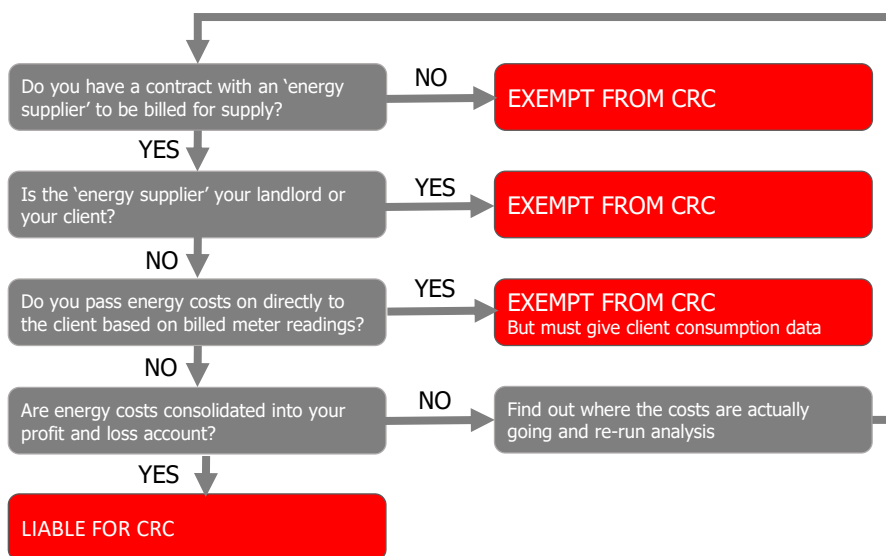 Do you have a contract with an ‘energy
supplier’ to be billed for supply?
NO
EXEMPT FROM CRC
YES
Is the ‘energy supplier’ your landlord or
your client?
YES
EXEMPT FROM CRC
NO
Do you pass energy costs on directly to
the client based on billed meter readings?
YES
EXEMPT FROM CRC
But must give client consumption data
NO
Are energy costs consolidated into your
profit and loss account?
NO
Find out where the costs are actually
going and re-run analysis
YES
LIABLE FOR CRC